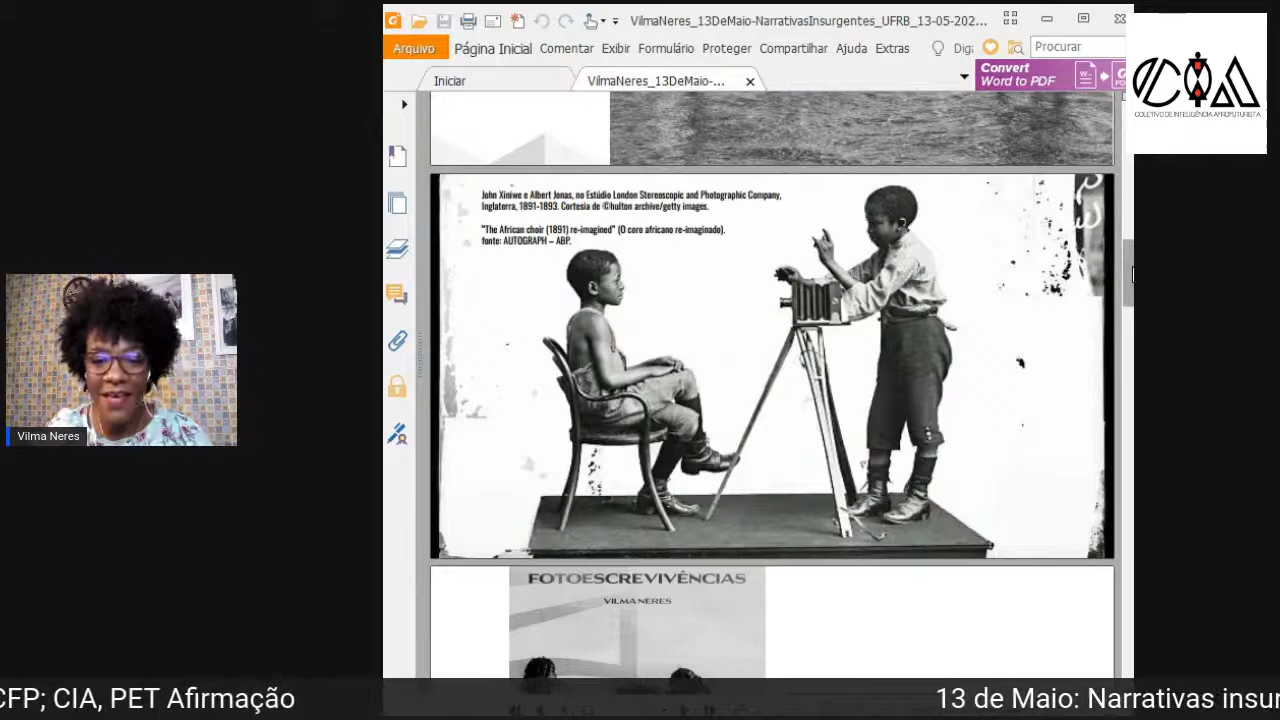 VilmaNeres_13DeMaio-NarrativasInsurgentes_UFRB_13-05-202...
Arquivo Página Inicial Comentar Exibir Formulário Proteger Compartilhar Ajuda Extras Digi Procurar
Iniciar VilmaNeres_13DeMaio-...
Convert
Word to PDF
CIA
COLETIVO DE INTELIGÊNCIA AFROFUTURISTA
John Xiniwe e Albert Jonas, no Estúdio London Stereoscopic and Photographic Company,
Inglaterra, 1891-1893. Cortesia de ©hulton archive/getty images.
"The African choir (1891) re-imagined" (O coro africano re-imaginado).
fonte: AUTOGRAPH – ABP.
Vilma Neres
FOTOESCREVIVÊNCIAS
VILMA NERES
CFP; CIA, PET Afirmação 13 de Maio: Narrativas insur